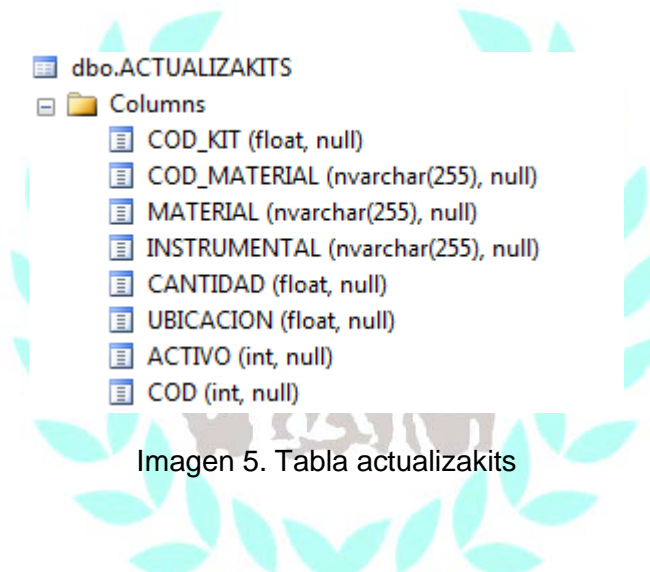 dbo.ACTUALIZAKITS
Columns
COD_KIT (float, null)
COD_MATERIAL (nvarchar(255), null)
MATERIAL (nvarchar(255), null)
INSTRUMENTAL (nvarchar(255), null)
CANTIDAD (float, null)
UBICACION (float, null)
ACTIVO (int, null)
COD (int, null)
Imagen 5. Tabla actualizakits